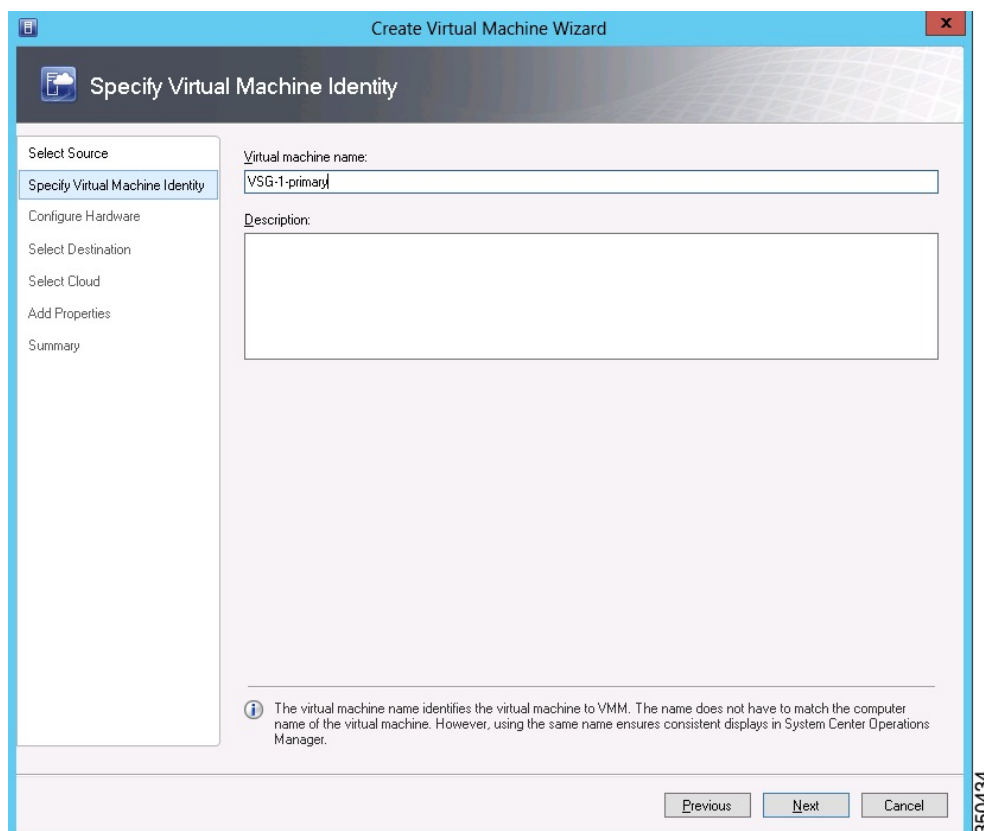 Create Virtual Machine Wizard
x
Specify Virtual Machine Identity
Select Source
Specify Virtual Machine Identity
Configure Hardware
Select Destination
Select Cloud
Add Properties
Summary
Virtual machine name:
VSG-1-primary
Description:
The virtual machine name identifies the virtual machine to VMM. The name does not have to match the computer
name of the virtual machine. However, using the same name ensures consistent displays in System Center Operations
Manager.
Previous
Next
Cancel
350434